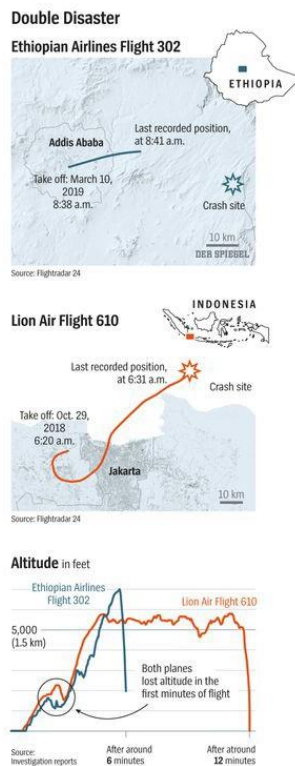 Double Disaster
Ethiopian Airlines Flight 302
ETHIOPIA
Last recorded position,
at 8:41 a.m.
Addis Ababa
Take off: March 10,
2019
8:38 a.m.
Crash site
10 km
DER SPIEGEL
Source: Flightradar 24
INDONESIA
Lion Air Flight 610
Last recorded position,
at 6:31 a.m.
Crash site
Take off: Oct. 29,
2018
6:20 a.m.
Jakarta
10 km
Source: Flightradar 24
Altitude in feet
Ethiopian Airlines
Flight 302
Lion Air Flight 610
5,000
(1.5 km)
Both planes
lost altitude in the
first minutes of flight
Source:
Investigation reports
After around
6 minutes
After atround
12 minutes